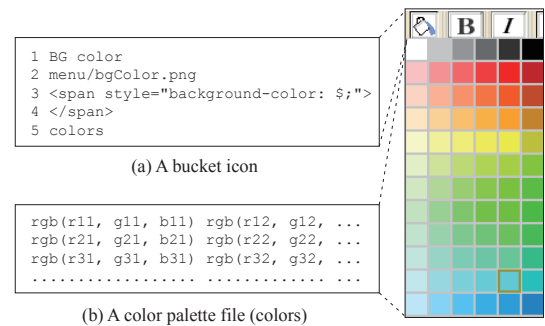 B I
1 BG color
2 menu/bgColor.png
3 <span style="background-color: $;">
4 </span>
5 colors
(a) A bucket icon
rgb(r11, g11, b11) rgb(r12, g12, ...
rgb(r21, g21, b21) rgb(r22, g22, ...
rgb(r31, g31, b31) rgb(r32, g32, ...
.................. ............. ...
(b) A color palette file (colors)